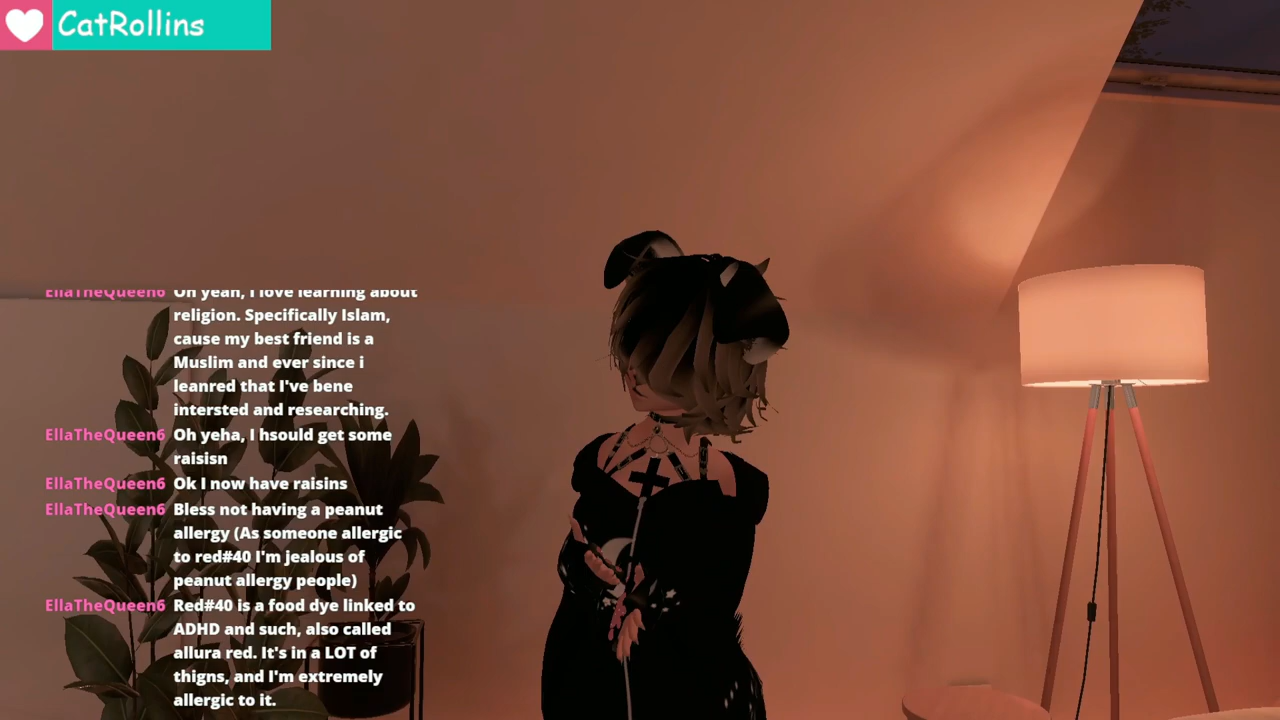 CatRollins
EllaTheQueen6 Oh yeah, I love learning about
religion. Specifically Islam,
cause my best friend is a
Muslim and ever since i
leanred that I've bene
intersted and researching.
EllaTheQueen6 Oh yeha, I hsould get some
raisisn
EllaTheQueen6 Ok I now have raisins
EllaTheQueen6 Bless not having a peanut
allergy (As someone allergic
to red#40 I'm jealous of
peanut allergy people)
EllaTheQueen6 Red#40 is a food dye linked to
ADHD and such, also called
allura red. It's in a LOT of
thigns, and I'm extremely
allergic to it.